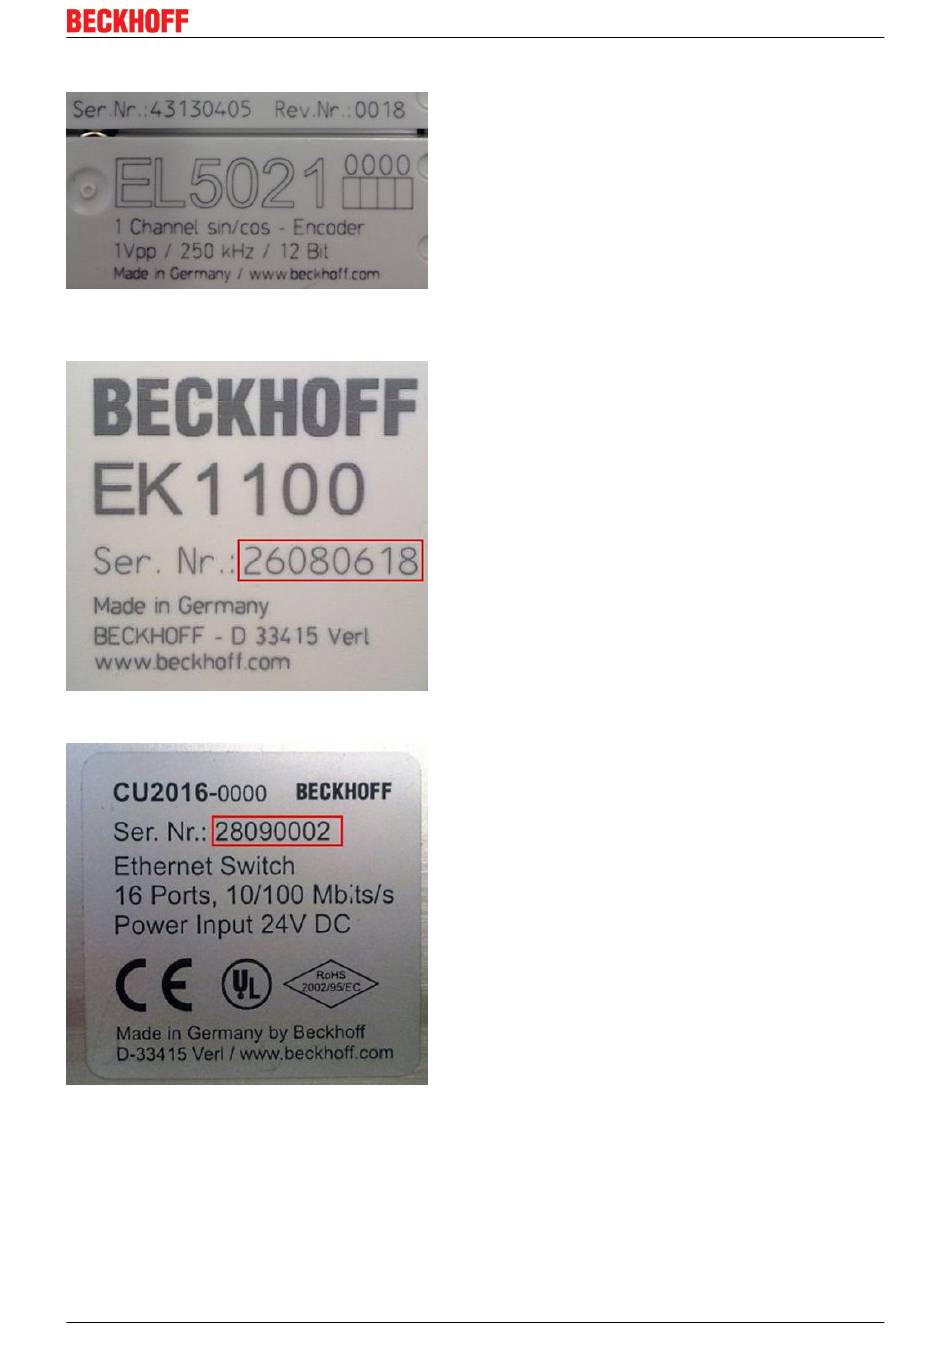 BECKHOFF
Ser.Nr.:43130405 Rev.Nr.:0018
EL5021 0000
1 Channel sin/cos - Encoder
1Vpp / 250 kHz / 12 Bit
Made in Germany / www.beckhoff.com
BECKHOFF
EK1100
Ser. Nr.: 26080618
Made in Germany
BECKHOFF - D 33415 Verl
www.beckhoff.com
CU2016-0000 BECKHOFF
Ser. Nr.: 28090002
Ethernet Switch
16 Ports, 10/100 Mbits/s
Power Input 24V DC
CE UL RoHS
2002/95/EC
Made in Germany by Beckhoff
D-33415 Verl / www.beckhoff.com